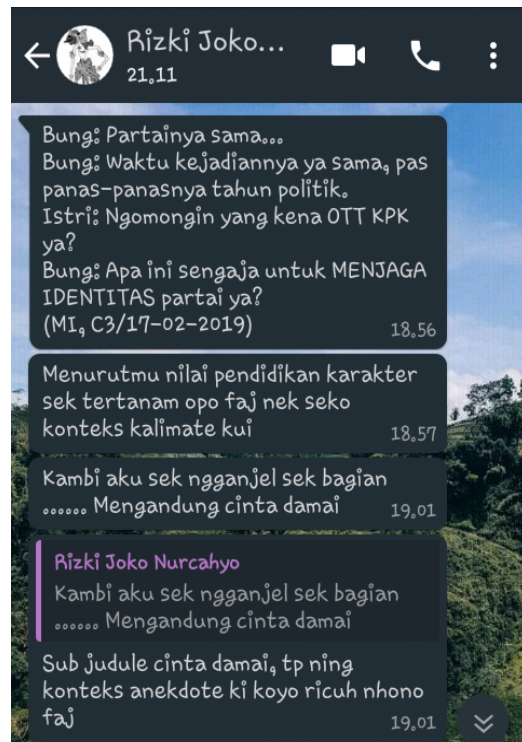 Rizki Joko...
21.11
Bung: Partainya sama...
Bung: Waktu kejadiannya ya sama, pas
panas-panasnya tahun politik.
Istri: Ngomongin yang kena OTT KPK
ya?
Bung: Apa ini sengaja untuk MENJAGA
IDENTITAS partai ya?
(MI, C3/17-02-2019)
18.56
Menurutmu nilai pendidikan karakter
sek tertanam opo faj nek seko
konteks kalimate kui
18.57
Kambi aku sek ngganjel sek bagian
...... Mengandung cinta damai
19.01
Rizki Joko Nurcahyo
Kambi aku sek ngganjel sek bagian
...... Mengandung cinta damai
Sub judule cinta damai, tp ning
konteks anekdote ki koyo ricuh nhono
faj
19.01